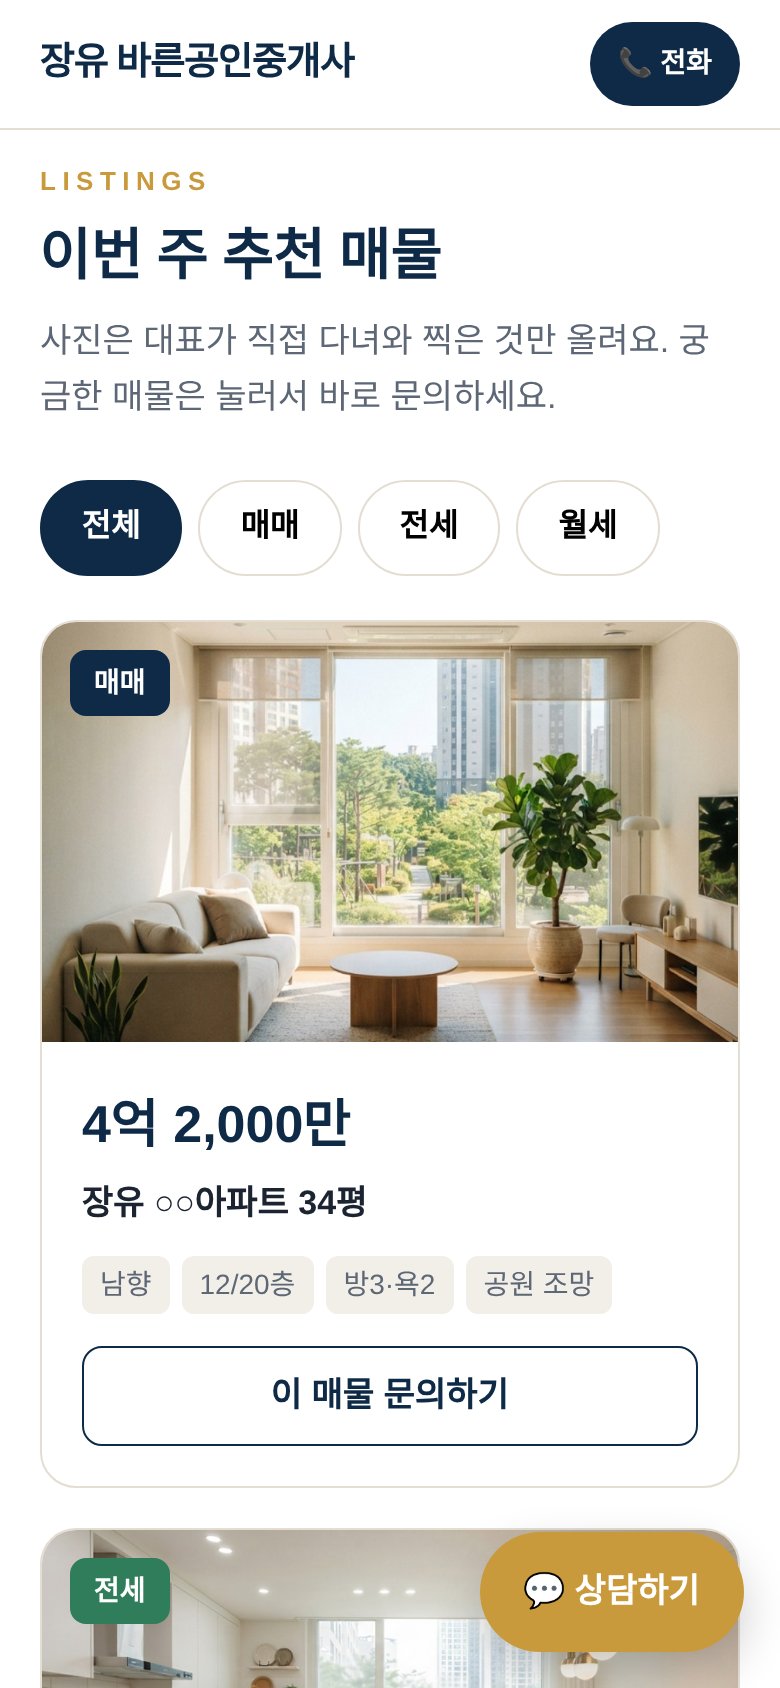 장유 바른공인중개사
📞 전화
LISTINGS
이번 주 추천 매물
사진은 대표가 직접 다녀와 찍은 것만 올려요. 궁
금한 매물은 눌러서 바로 문의하세요.
전체 매매 전세 월세
매매
4억 2,000만
장유 ○○아파트 34평
남향 12/20층 방3·욕2 공원 조망
이 매물 문의하기
전세
💬 상담하기